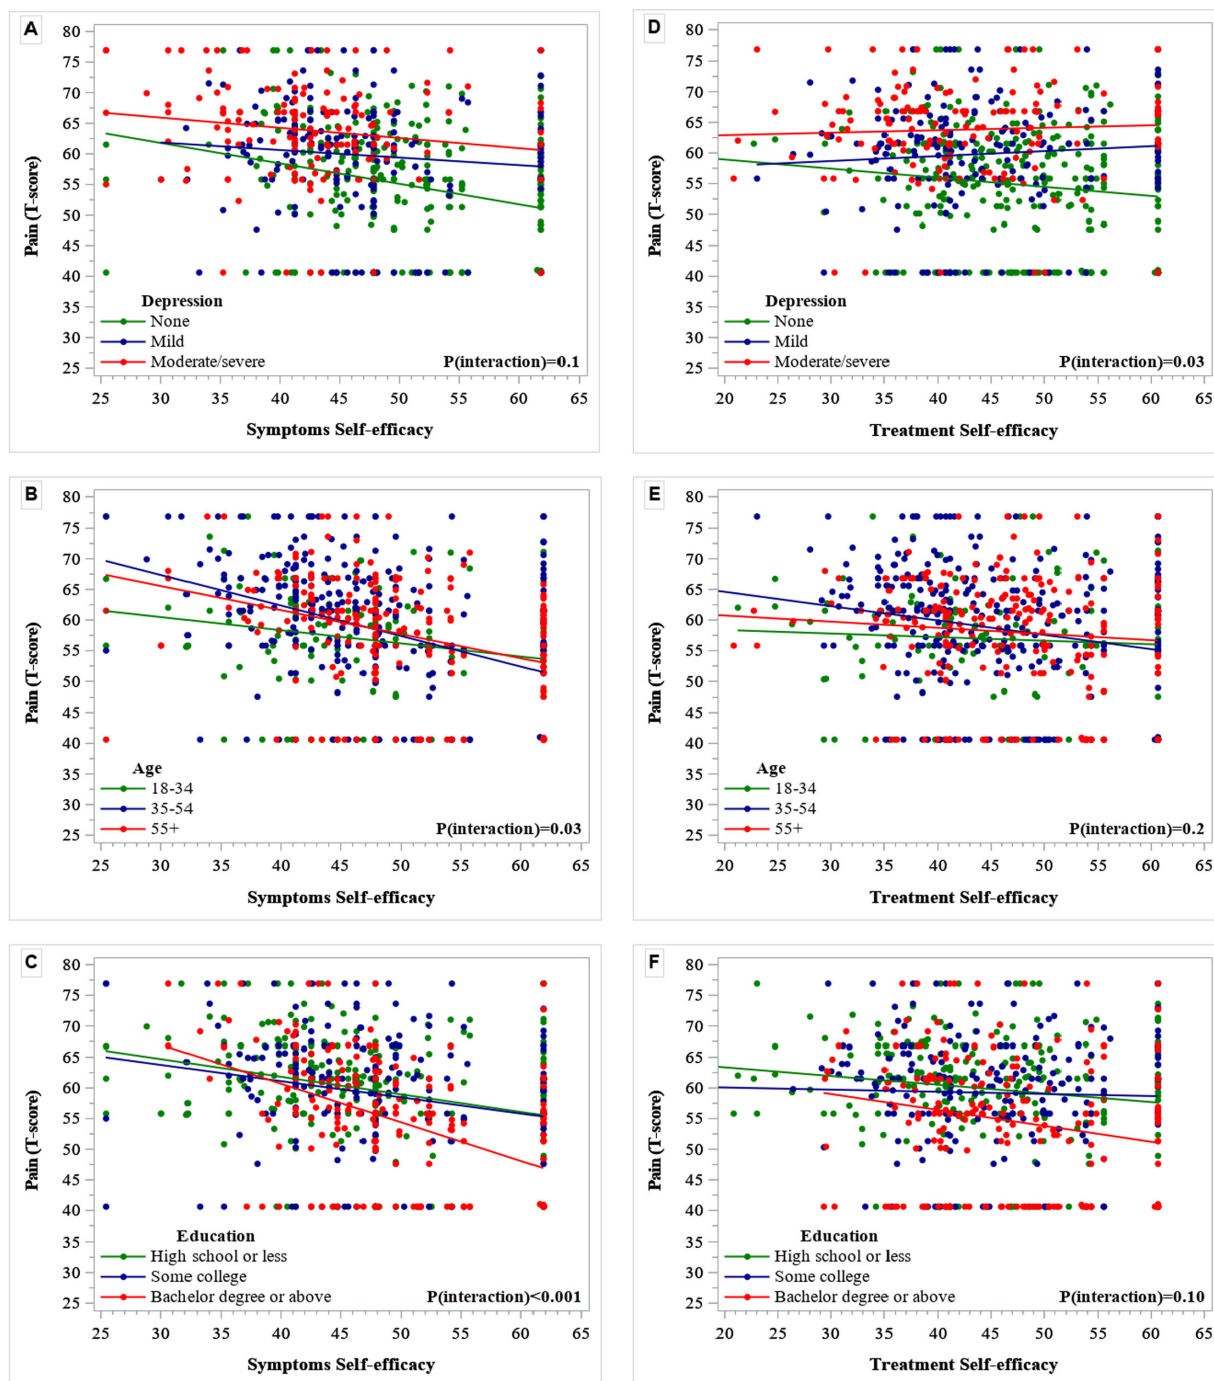 A
80
75
70
65
60
55
50
45
40
35
30
25
Pain (T-score)
Depression
None
Mild
Moderate/severe
P(interaction)=0.1
25 30 35 40 45 50 55 60 65
Symptoms Self-efficacy
D
80
75
70
65
60
55
50
45
40
35
30
25
Pain (T-score)
Depression
None
Mild
Moderate/severe
P(interaction)=0.03
20 25 30 35 40 45 50 55 60 65
Treatment Self-efficacy
B
80
75
70
65
60
55
50
45
40
35
30
25
Pain (T-score)
Age
18-34
35-54
55+
P(interaction)=0.03
25 30 35 40 45 50 55 60 65
Symptoms Self-efficacy
E
80
75
70
65
60
55
50
45
40
35
30
25
Pain (T-score)
Age
18-34
35-54
55+
P(interaction)=0.2
20 25 30 35 40 45 50 55 60 65
Treatment Self-efficacy
C
80
75
70
65
60
55
50
45
40
35
30
25
Pain (T-score)
Education
High school or less
Some college
Bachelor degree or above
P(interaction)<0.001
25 30 35 40 45 50 55 60 65
Symptoms Self-efficacy
F
80
75
70
65
60
55
50
45
40
35
30
25
Pain (T-score)
Education
High school or less
Some college
Bachelor degree or above
P(interaction)=0.10
20 25 30 35 40 45 50 55 60 65
Treatment Self-efficacy